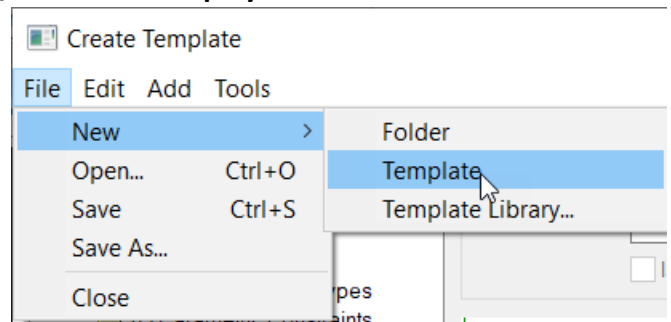 Create Template
File Edit Add Tools
New > Folder
Open... Ctrl+O Template
Save Ctrl+S Template Library...
Save As...
Close